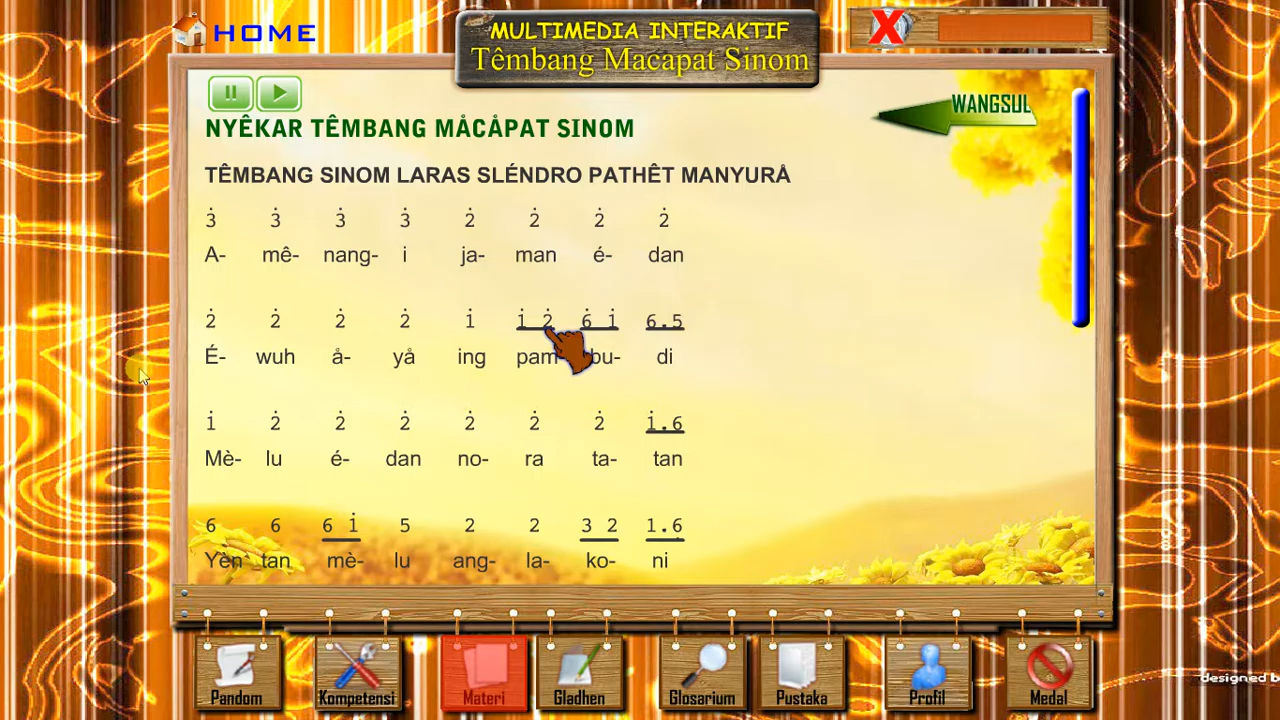 HOME
MULTIMEDIA INTERAKTIF
Têmbang Macapat Sinom
X
WANGSUL
NYÊKAR TÊMBANG MÅCÅPAT SINOM
TÊMBANG SINOM LARAS SLÉNDRO PATHÊT MANYURÅ
3̇ 3̇ 3̇ 3̇ 2̇ 2̇ 2̇ 2̇
A- mê- nang- i ja- man é- dan
2̇ 2̇ 2̇ 2̇ 1̇ 1̇ 2̇ 6̇ 1̇ 6.5
É- wuh å- yå ing pam bu- di
1̇ 2̇ 2̇ 2̇ 2̇ 2̇ 2̇ 1̇.6
Mè- lu é- dan no- ra ta- tan
6 6 6 1̇ 5 2 2 3 2 1.6̣
Yèn tan mè- lu ang- la- ko- ni
Pandom Kompetensi Materi Gladhen Glosarium Pustaka Profil Medal
designed b